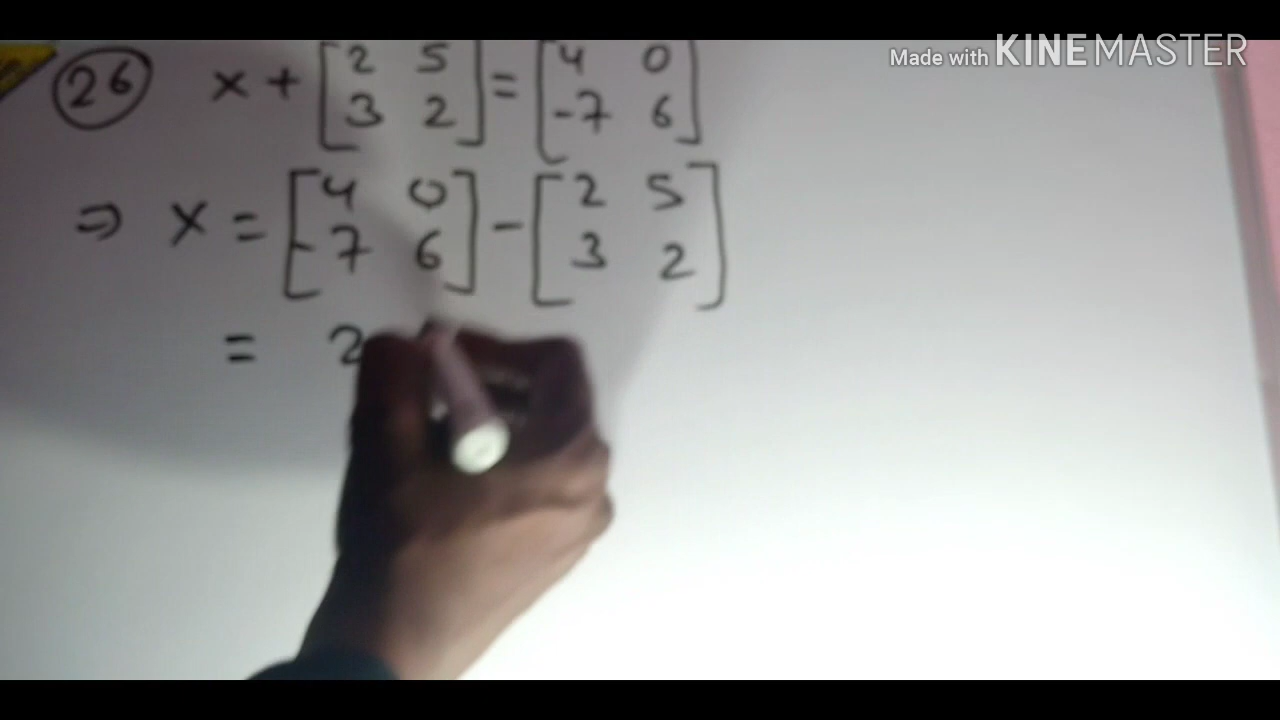 Made with KINEMASTER
26 x + [2 5] = [4 0]
[3 2] [-7 6]
⇒ x = [4 0] - [2 5]
[-7 6] [3 2]
= 2